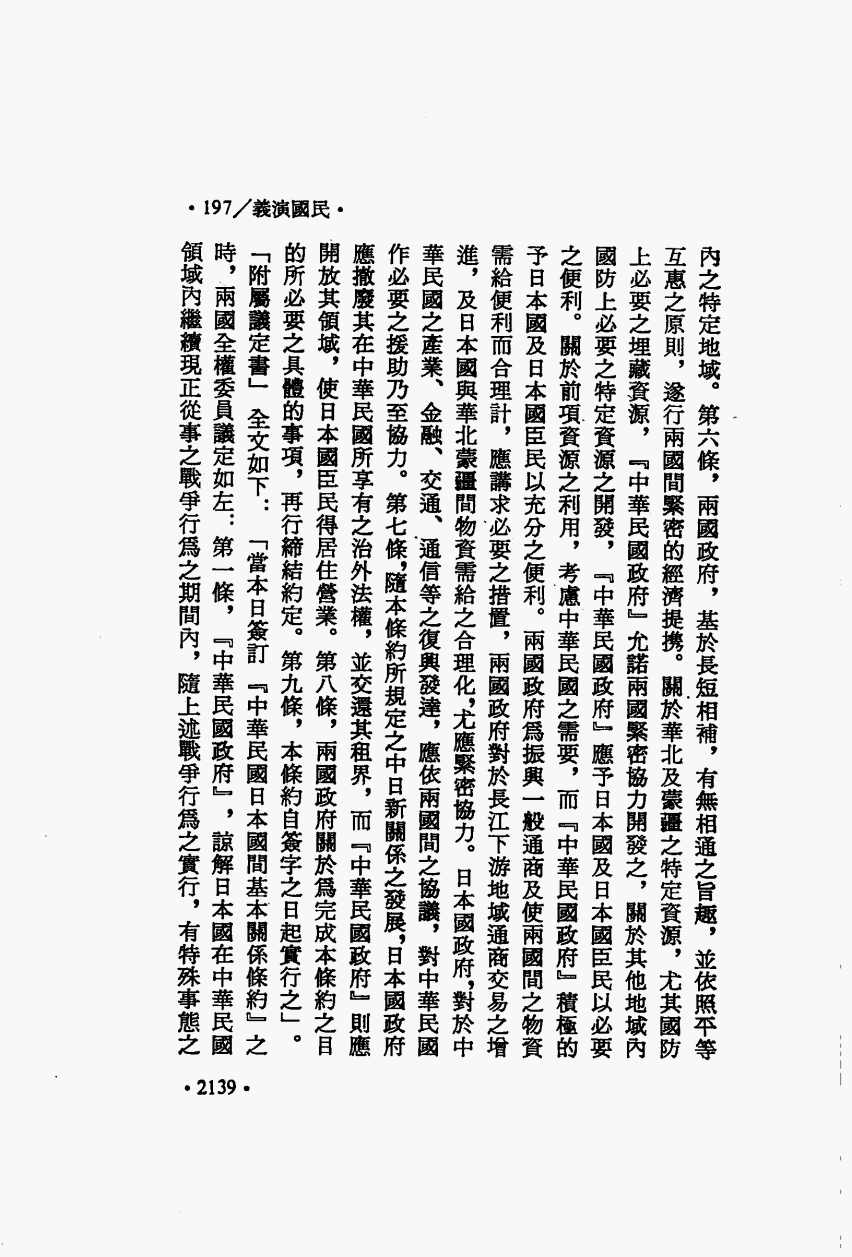 •197／義演國民•
內之特定地域。第六條，兩國政府，基於長短相補，有無相通之旨趣，並依照平等
互惠之原則，遂行兩國間緊密的經濟提携。關於華北及蒙疆之特定資源，尤其國防
上必要之埋藏資源，『中華民國政府』允諾兩國緊密協力開發之，關於其他地域內
國防上必要之特定資源之開發，『中華民國政府』應予日本國及日本國臣民以必要
之便利。關於前項資源之利用，考慮中華民國之需要，而『中華民國政府』積極的
予日本國及日本國臣民以充分之便利。兩國政府爲振興一般通商及使兩國間之物資
需給便利而合理計，應講求必要之措置，兩國政府對於長江下游地域通商交易之增
進，及日本國與華北蒙疆間物資需給之合理化，尤應緊密協力。日本國政府，對於中
華民國之產業、金融、交通、通信等之復興發達，應依兩國間之協議，對中華民國
作必要之援助乃至協力。第七條，隨本條約所規定之中日新關係之發展，日本國政府
應撤廢其在中華民國所享有之治外法權，並交還其租界，而『中華民國政府』則應
開放其領域，使日本國臣民得居住營業。第八條，兩國政府關於爲完成本條約之目
的所必要之具體的事項，再行締結約定。第九條，本條約自簽字之日起實行之」。
「附屬議定書」全文如下：「當本日簽訂『中華民國日本國間基本關係條約』之
時，兩國全權委員議定如左：第一條，『中華民國政府』，諒解日本國在中華民國
領域內繼續現正從事之戰爭行爲之期間內，隨上述戰爭行爲之實行，有特殊事態之
•2139•